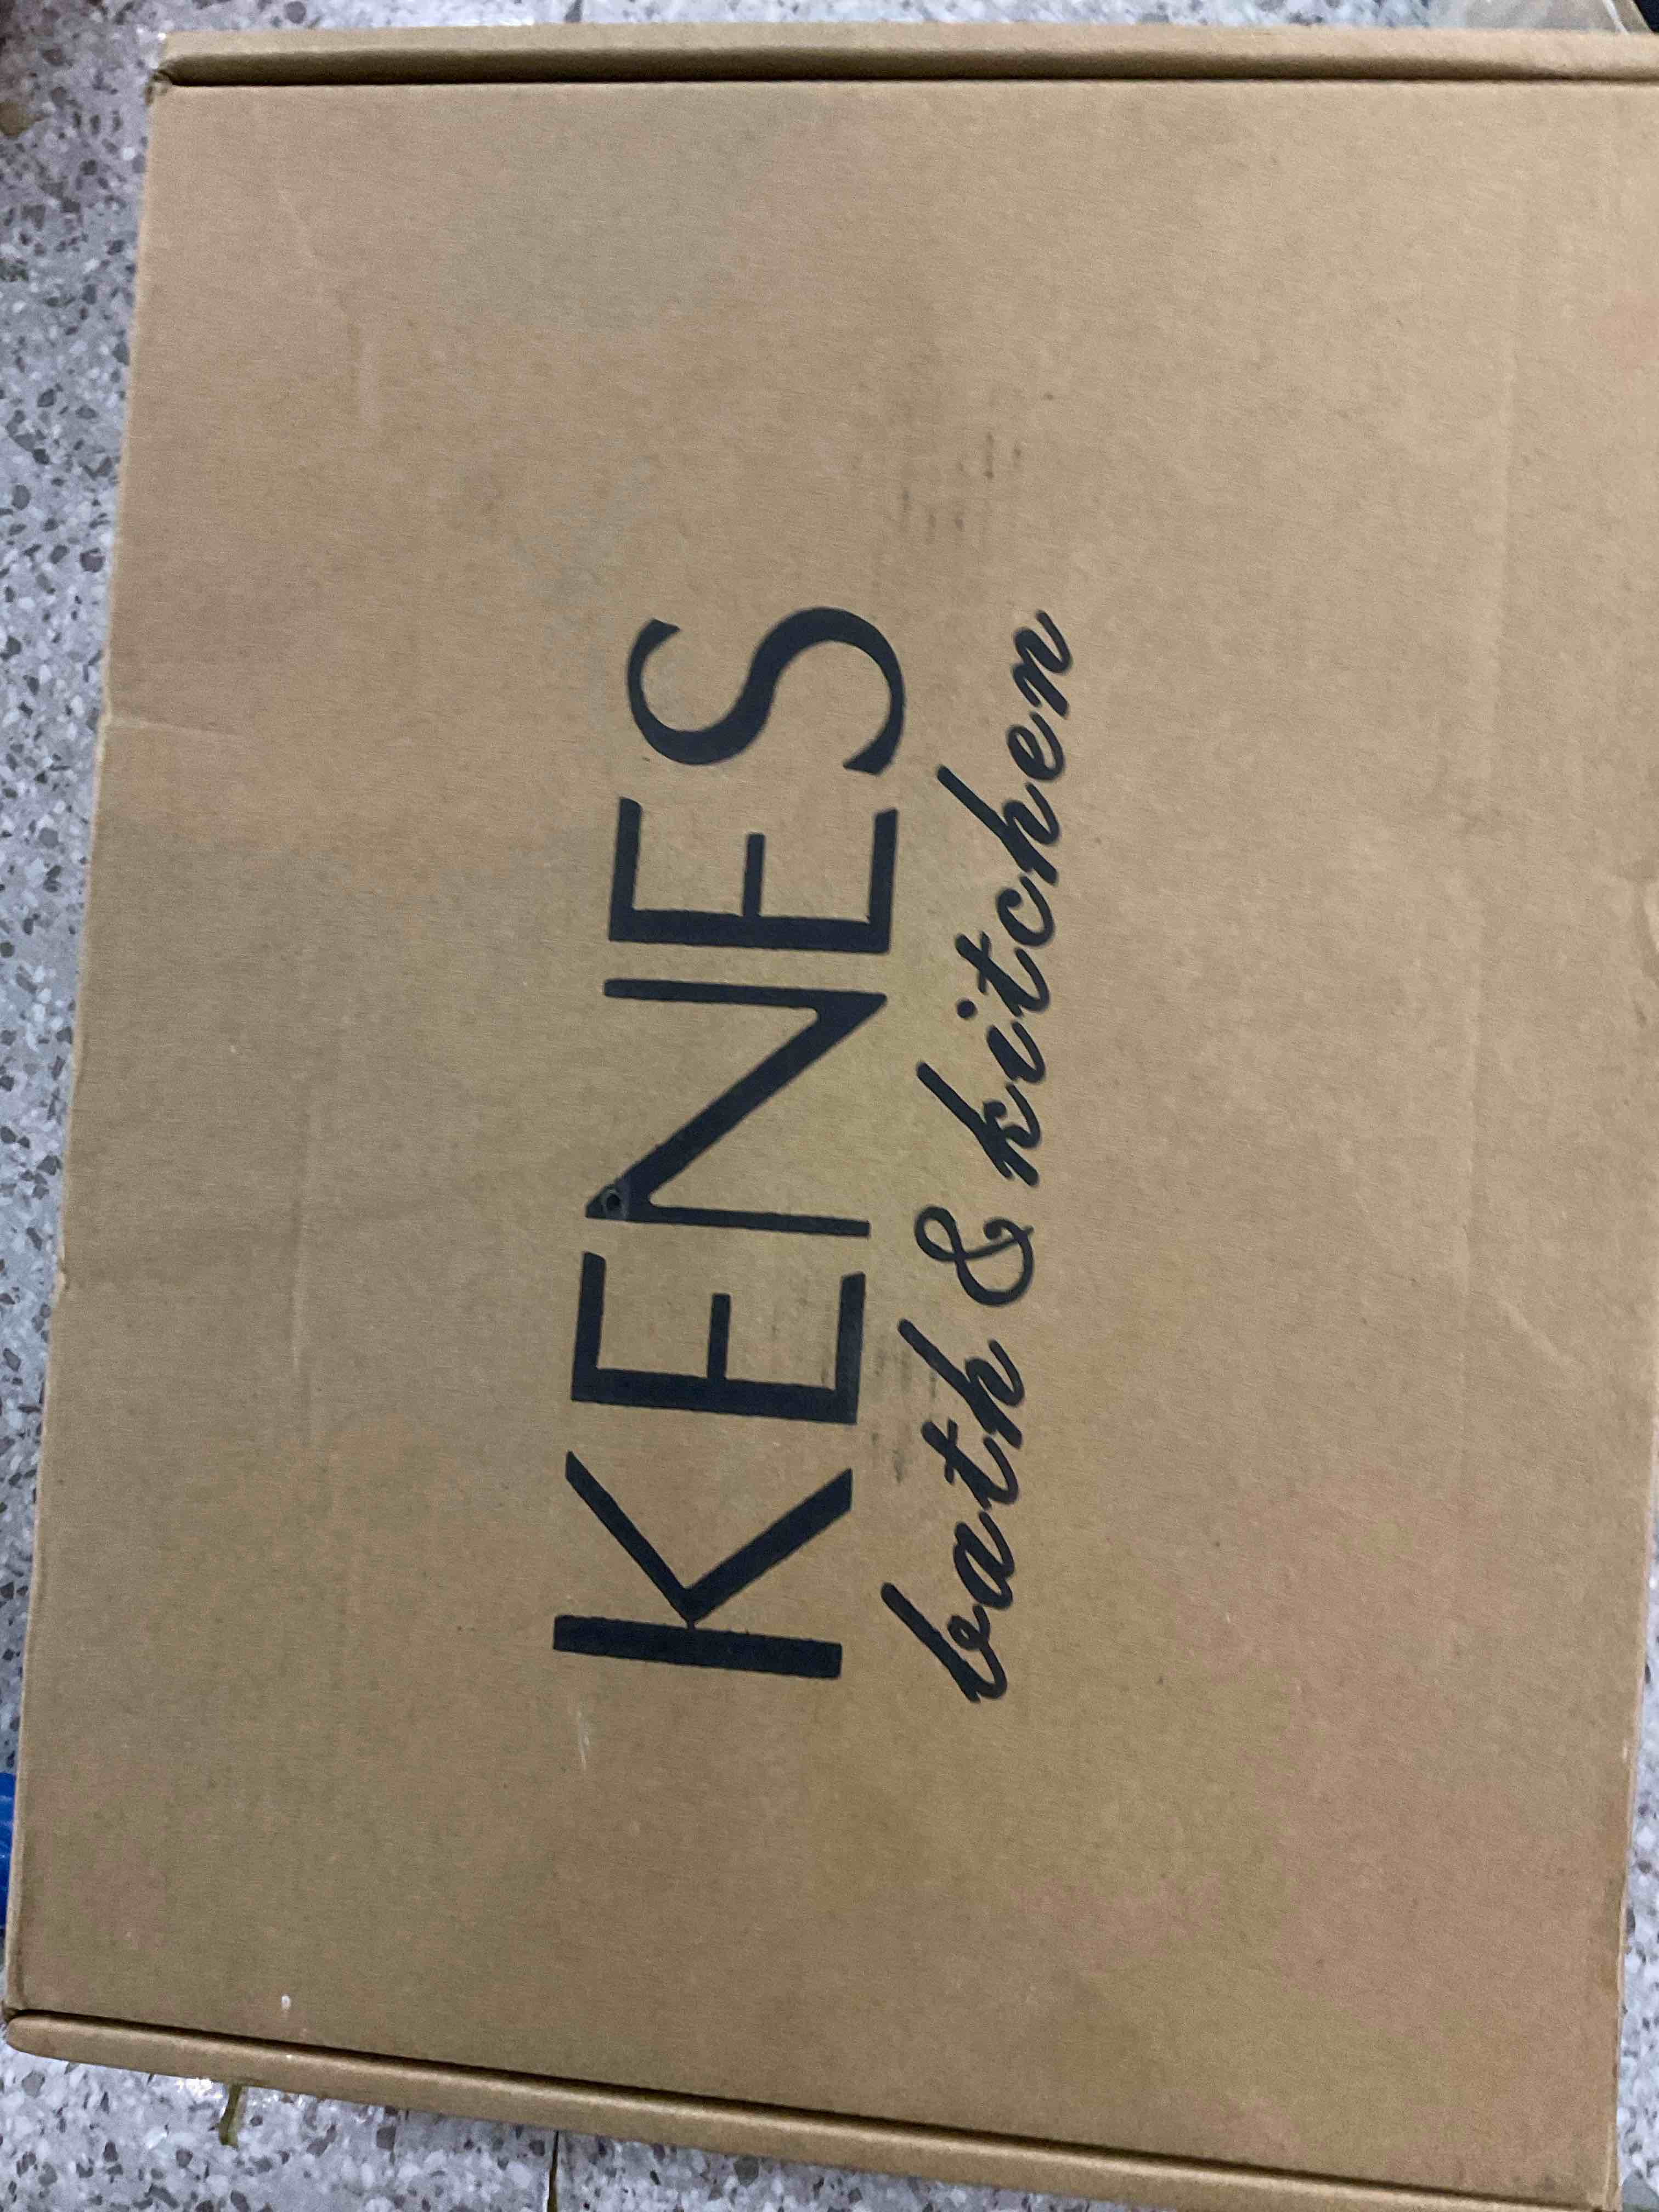 KENES
bath & kitchen